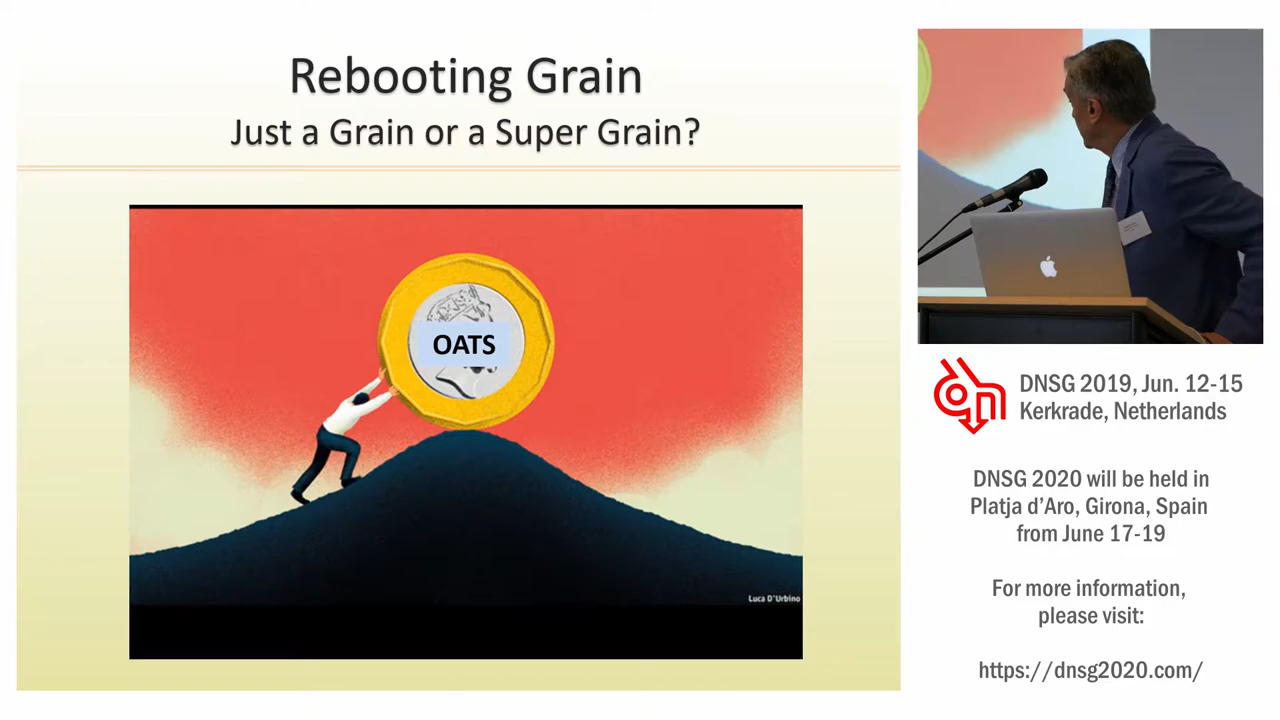 Rebooting Grain
Just a Grain or a Super Grain?
OATS
Luca D'Urbino
DNSG 2019, Jun. 12-15
Kerkrade, Netherlands
DNSG 2020 will be held in
Platja d’Aro, Girona, Spain
from June 17-19
For more information,
please visit:
https://dnsg2020.com/